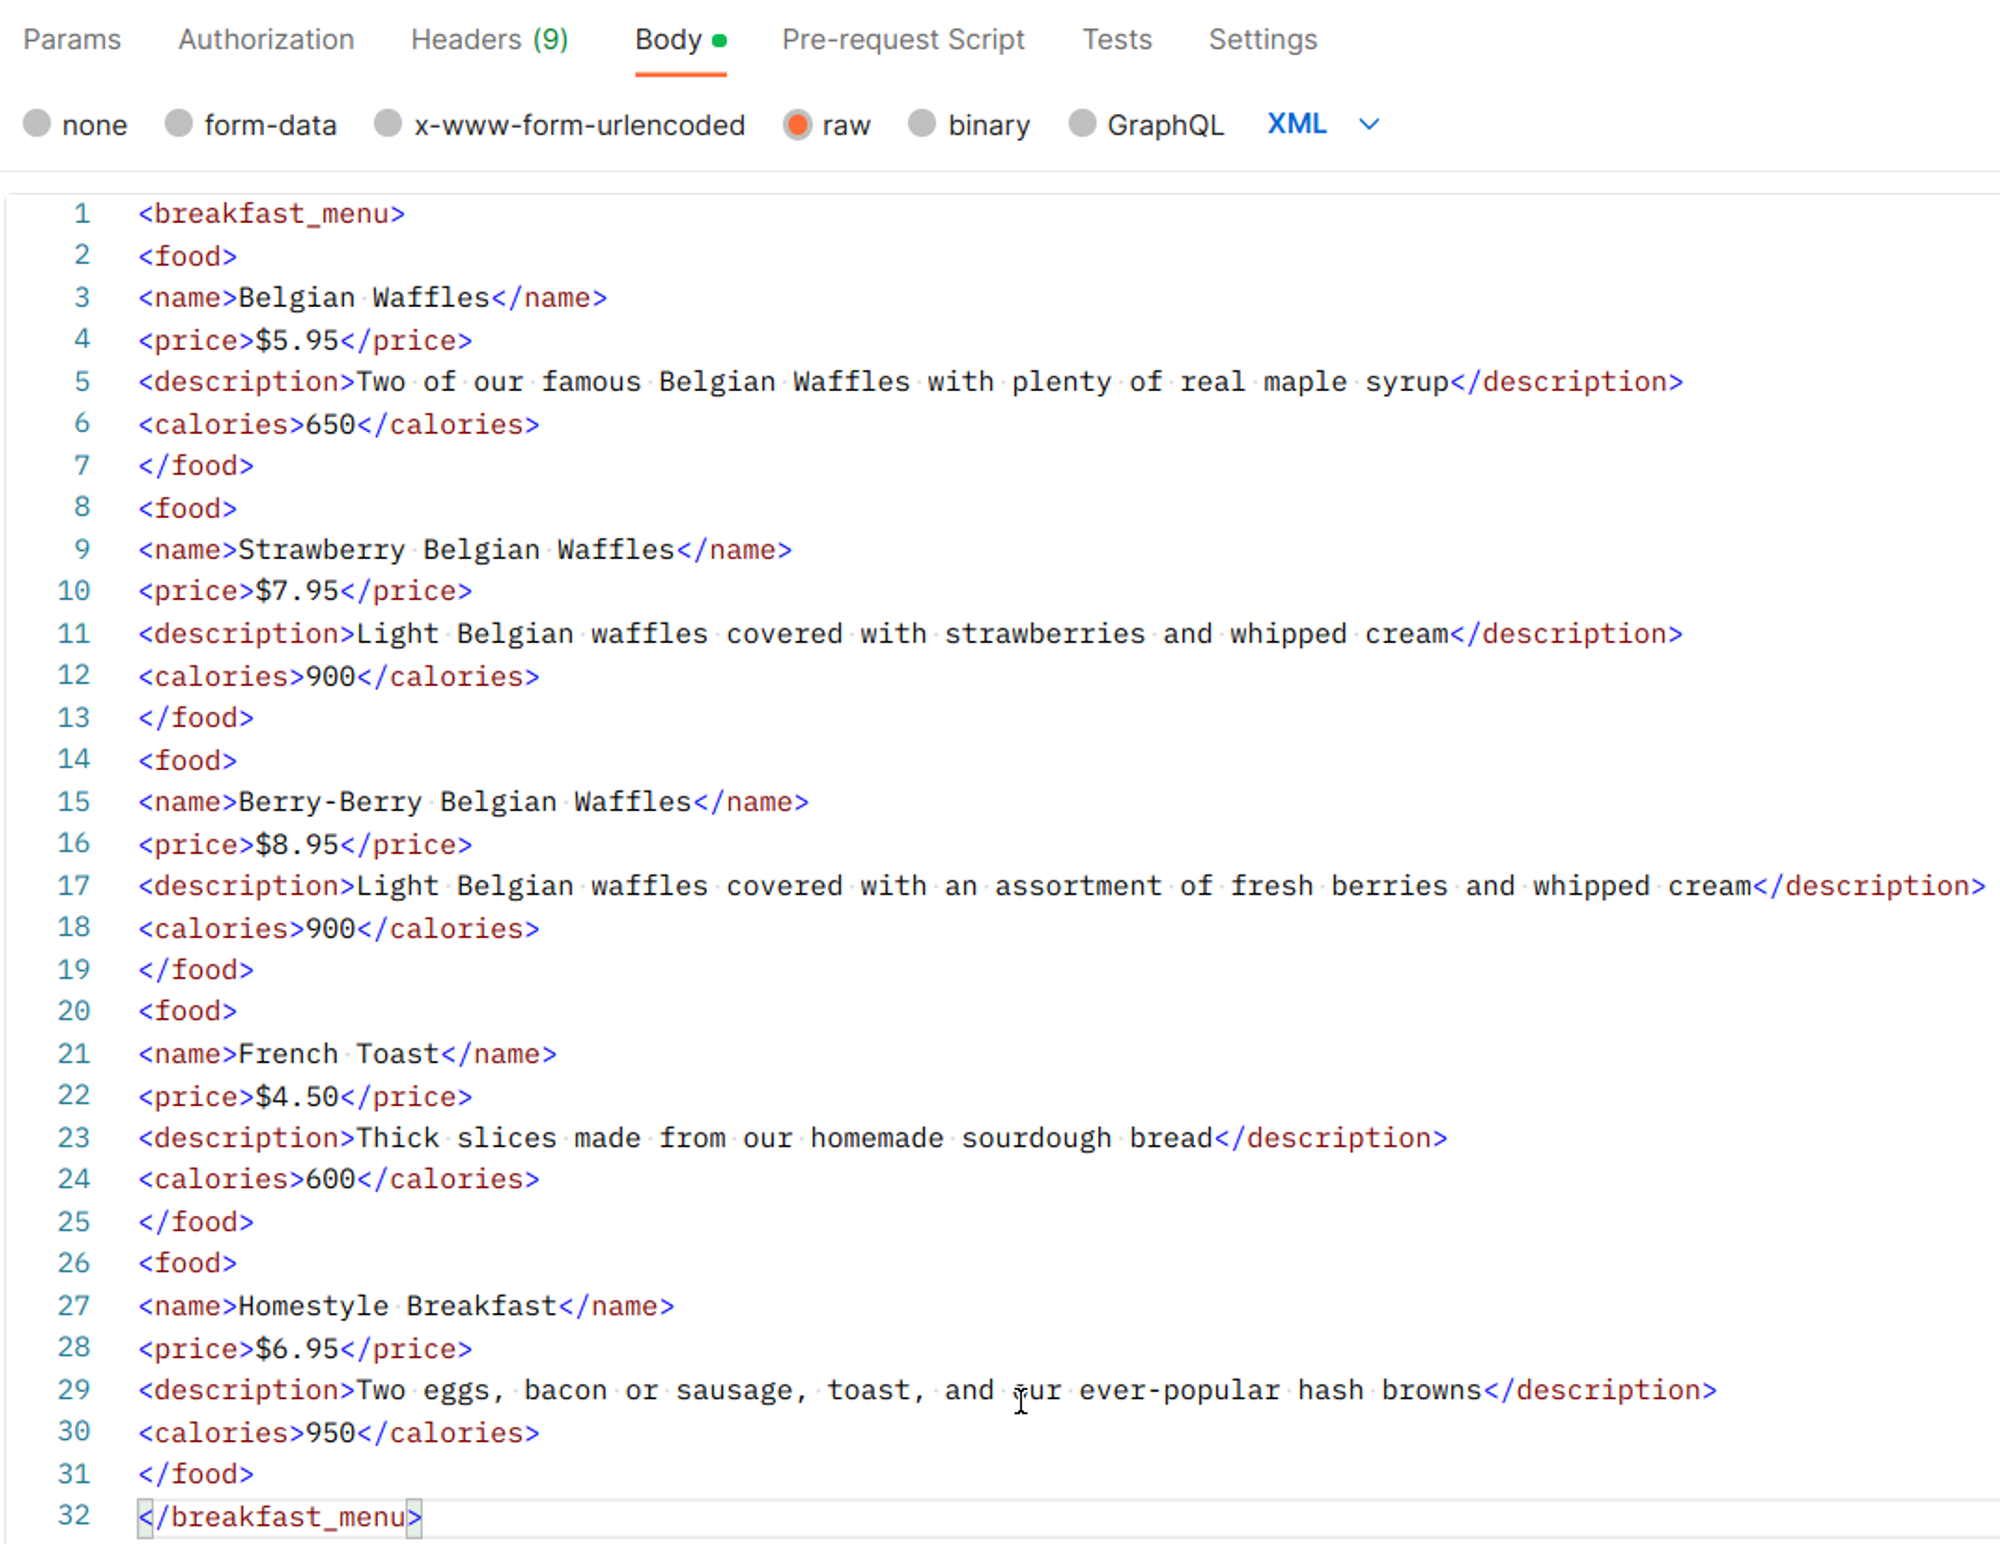 Params Authorization Headers (9) Body Pre-request Script Tests Settings
none form-data x-www-form-urlencoded raw binary GraphQL XML
1 <breakfast_menu>
2 <food>
3 <name>Belgian Waffles</name>
4 <price>$5.95</price>
5 <description>Two of our famous Belgian Waffles with plenty of real maple syrup</description>
6 <calories>650</calories>
7 </food>
8 <food>
9 <name>Strawberry Belgian Waffles</name>
10 <price>$7.95</price>
11 <description>Light Belgian waffles covered with strawberries and whipped cream</description>
12 <calories>900</calories>
13 </food>
14 <food>
15 <name>Berry-Berry Belgian Waffles</name>
16 <price>$8.95</price>
17 <description>Light Belgian waffles covered with an assortment of fresh berries and whipped cream</description>
18 <calories>900</calories>
19 </food>
20 <food>
21 <name>French Toast</name>
22 <price>$4.50</price>
23 <description>Thick slices made from our homemade sourdough bread</description>
24 <calories>600</calories>
25 </food>
26 <food>
27 <name>Homestyle Breakfast</name>
28 <price>$6.95</price>
29 <description>Two eggs, bacon or sausage, toast, and our ever-popular hash browns</description>
30 <calories>950</calories>
31 </food>
32 </breakfast_menu>